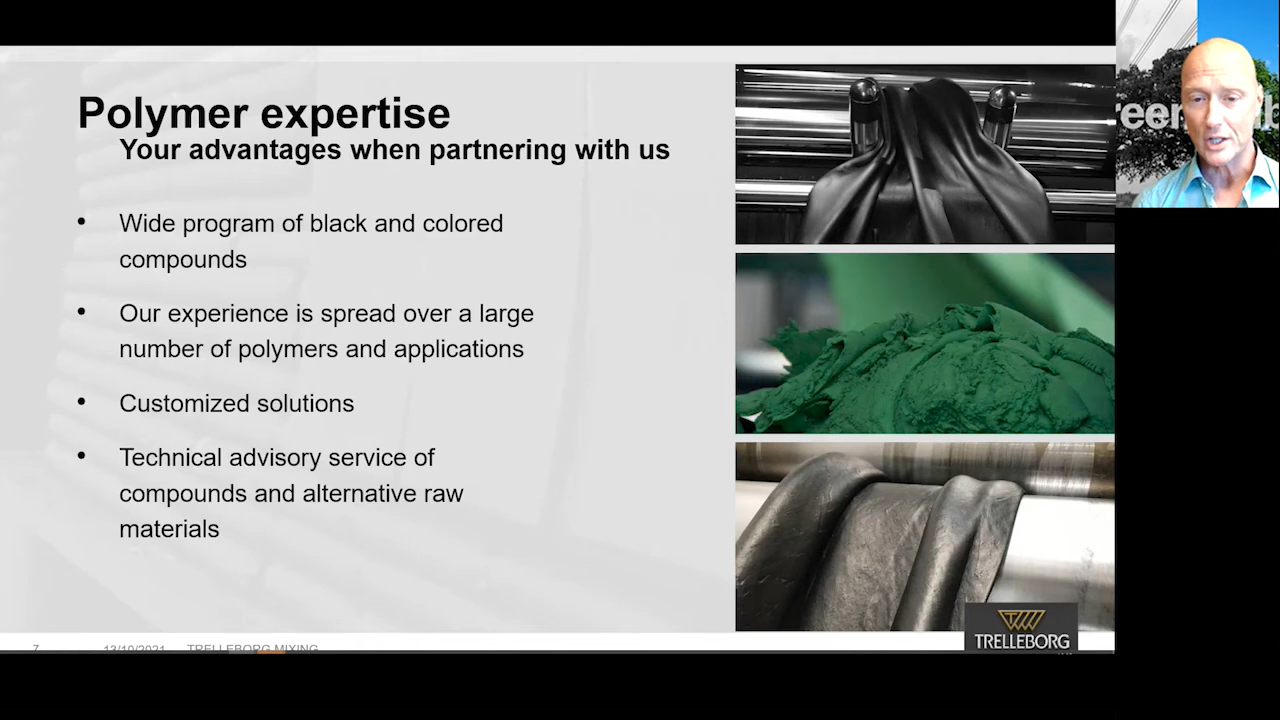 Polymer expertise
Your advantages when partnering with us
• Wide program of black and colored
compounds
• Our experience is spread over a large
number of polymers and applications
• Customized solutions
• Technical advisory service of
compounds and alternative raw
materials
7 13/10/2021 TRELLEBORG MIXING
TRELLEBORG